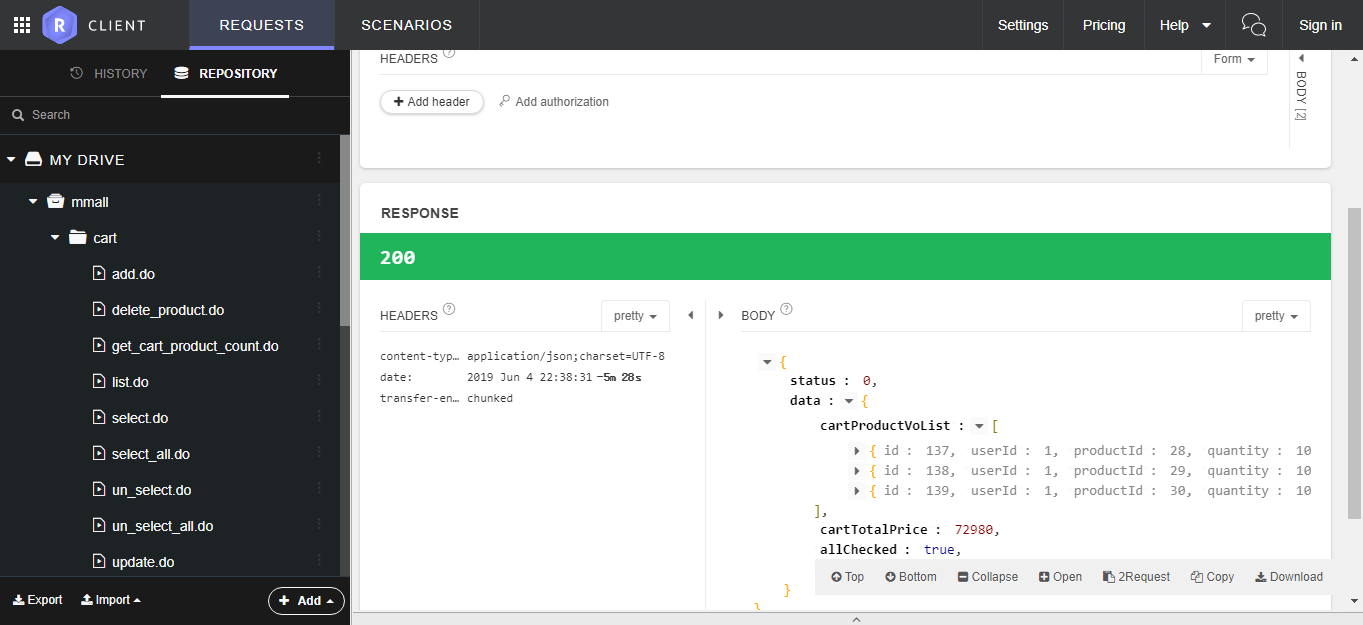 R CLIENT REQUESTS SCENARIOS Settings Pricing Help Sign in
HISTORY REPOSITORY
Search
MY DRIVE
mmall
cart
add.do
delete_product.do
get_cart_product_count.do
list.do
select.do
select_all.do
un_select.do
un_select_all.do
update.do
Export Import Add
HEADERS ? Form
Add header Add authorization
BODY [2]
RESPONSE
200
HEADERS ? pretty
content-typ… application/json;charset=UTF-8
date: 2019 Jun 4 22:38:31 -5m 28s
transfer-en… chunked
BODY ? pretty
{
status : 0,
data : {
cartProductVoList : [
{ id : 137, userId : 1, productId : 28, quantity : 10
{ id : 138, userId : 1, productId : 29, quantity : 10
{ id : 139, userId : 1, productId : 30, quantity : 10
],
cartTotalPrice : 72980,
allChecked : true,
Top Bottom Collapse Open 2Request Copy Download
}
}